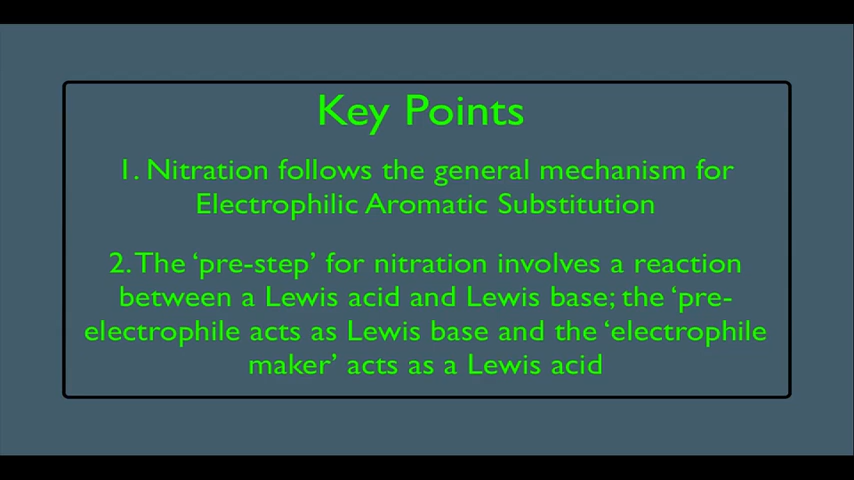 Key Points
1. Nitration follows the general mechanism for
Electrophilic Aromatic Substitution
2. The ‘pre-step’ for nitration involves a reaction
between a Lewis acid and Lewis base; the ‘pre-
electrophile acts as Lewis base and the ‘electrophile
maker’ acts as a Lewis acid